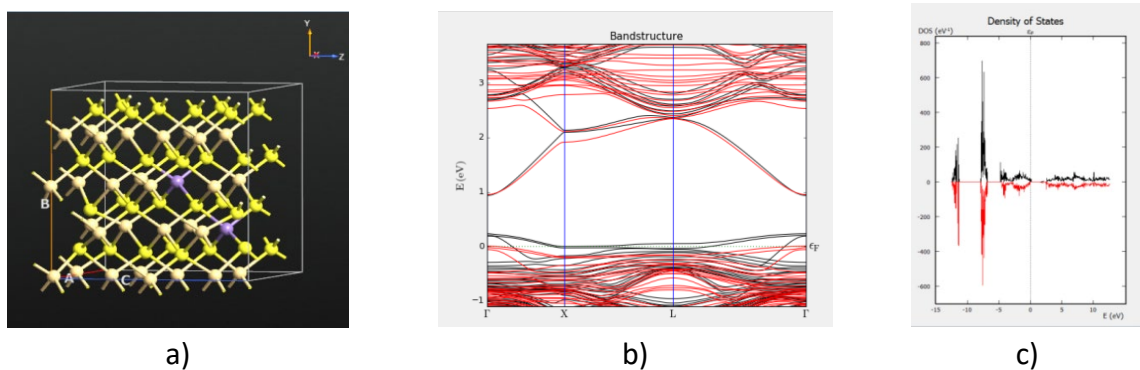 Y
X
Z
B
A
C
a)
Bandstructure
E (eV)
3
2
1
0
−1
Γ
X
L
Γ
εF
b)
Density of States
DOS (eV⁻¹)
εF
800
600
400
200
0
−200
−400
−600
−15
−10
−5
0
5
10
E (eV)
c)